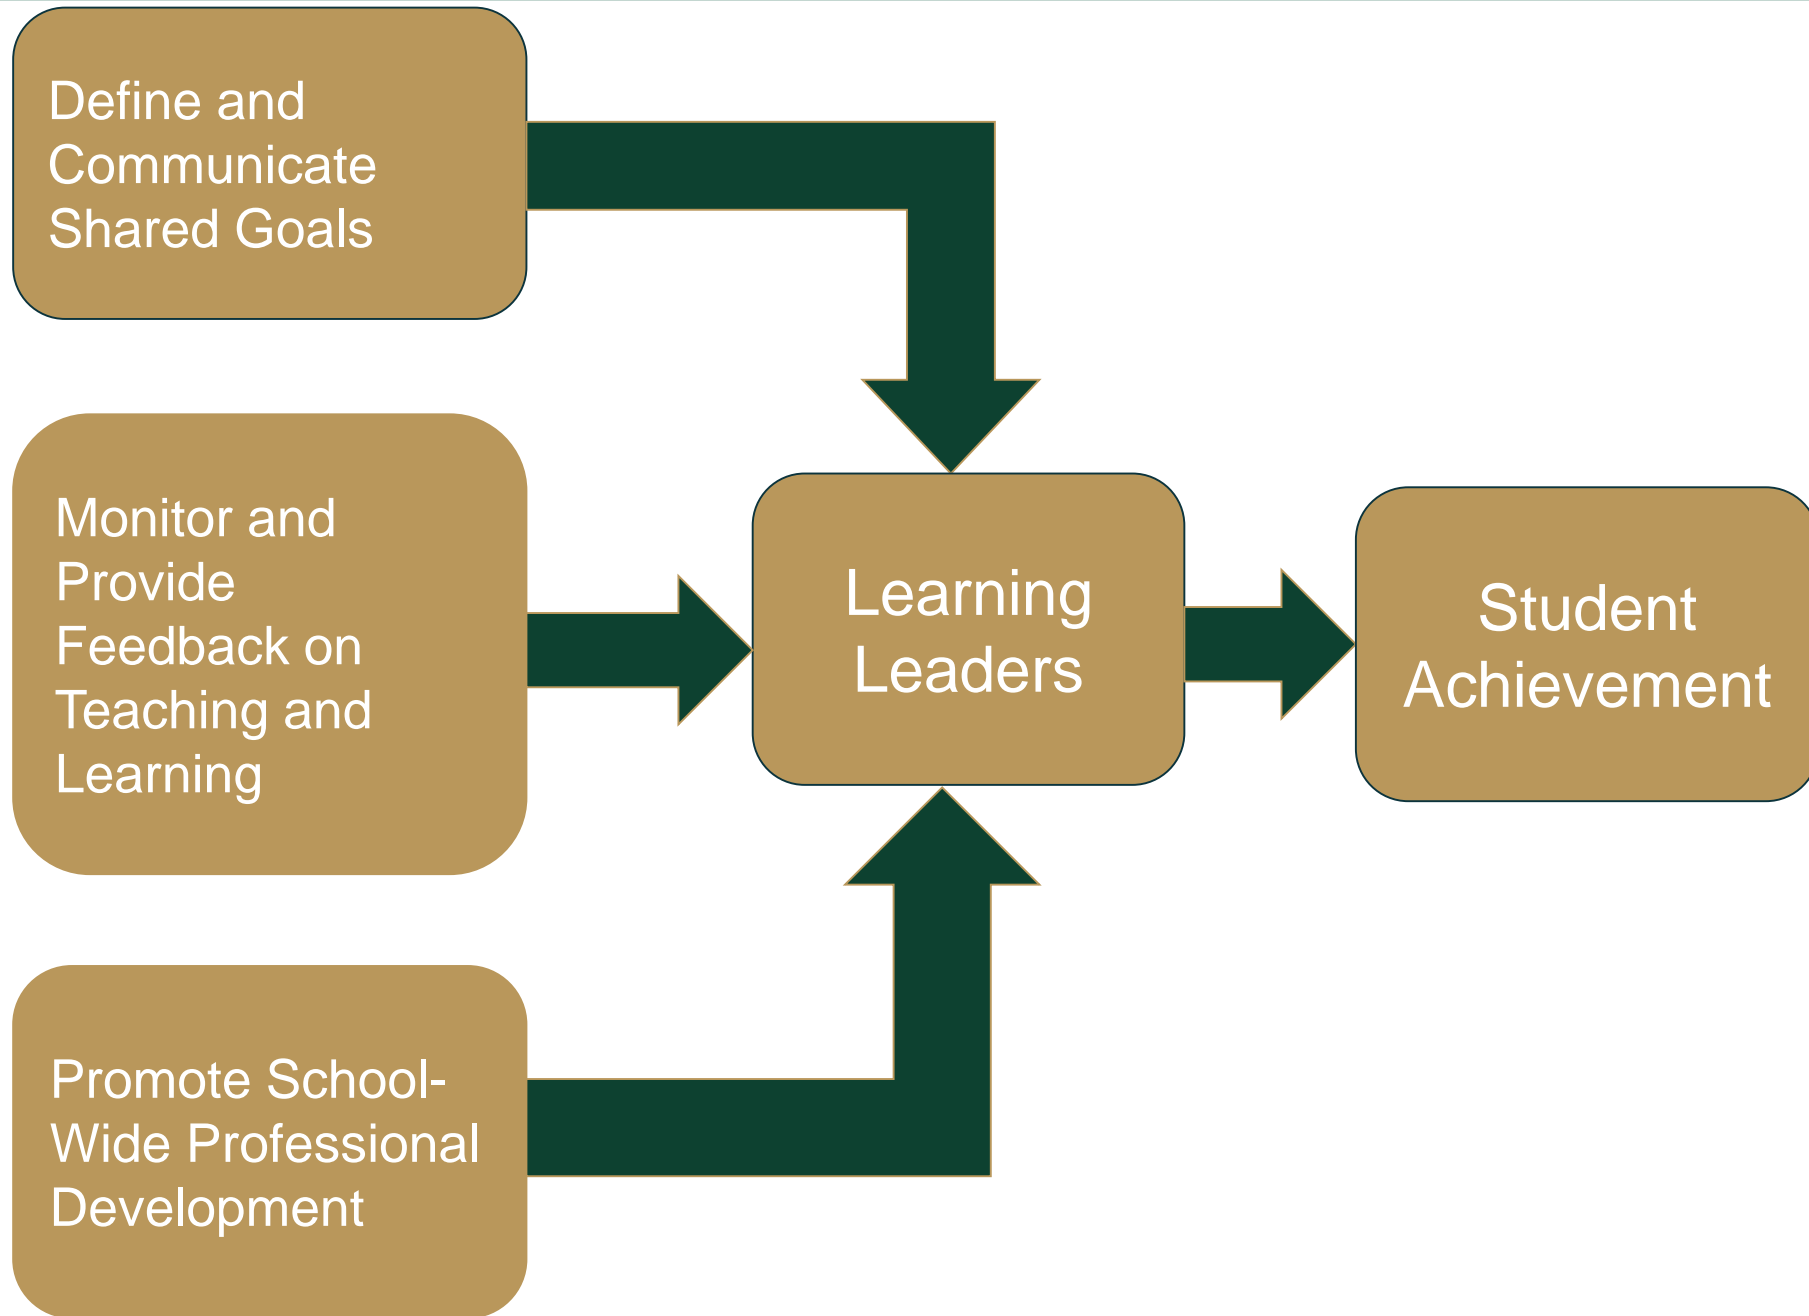 Define and
Communicate
Shared Goals
Monitor and
Provide
Feedback on
Teaching and
Learning
Learning
Leaders
Student
Achievement
Promote School-
Wide Professional
Development